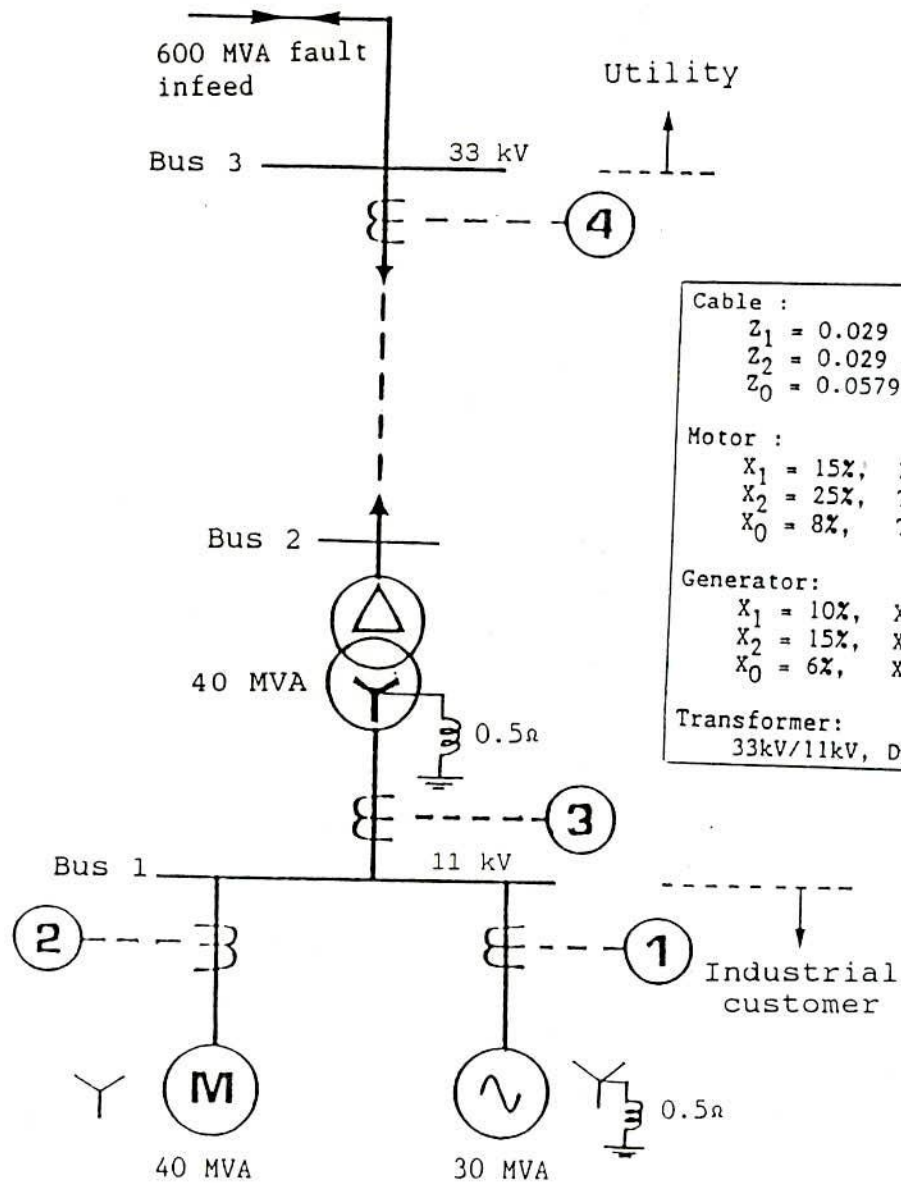 600 MVA fault
infeed
Utility
Bus 3
33 kV
4
Cable :
Z1 = 0.029
Z2 = 0.029
Z0 = 0.0579
Motor :
X1 = 15%,
X2 = 25%,
X0 = 8%,
Generator:
X1 = 10%, X
X2 = 15%, X
X0 = 6%, X
Transformer:
33kV/11kV, D
Bus 2
40 MVA
0.5Ω
3
Bus 1
11 kV
2
1
Industrial
customer
M
0.5Ω
40 MVA
30 MVA